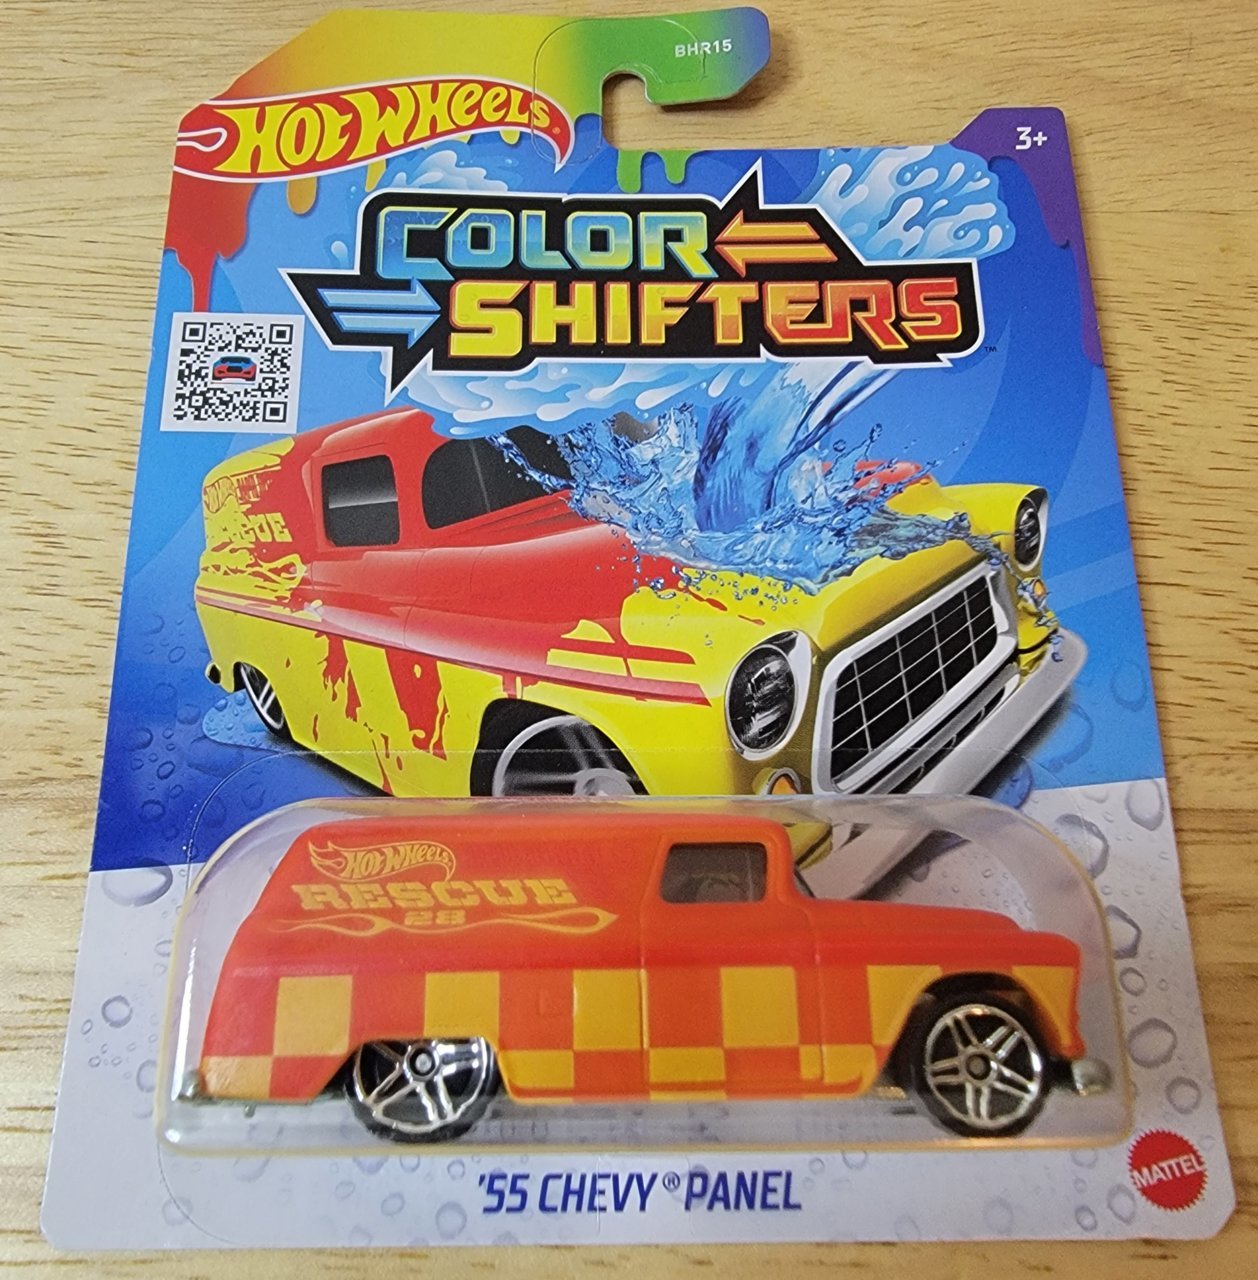 BHR15
HOT WHEELS
3+
COLOR
SHIFTERS
™
HOT WHEELS
RESCUE
28
'55 CHEVY® PANEL
MATTEL